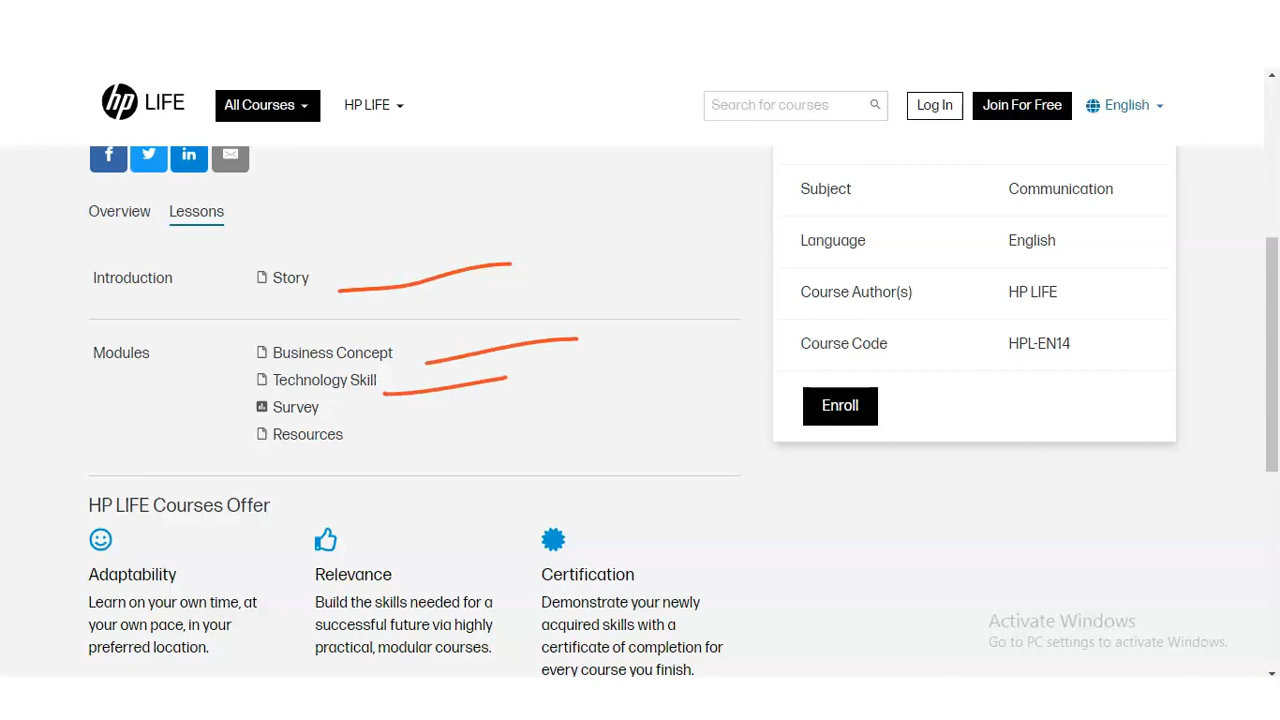 hp LIFE All Courses HP LIFE Search for courses Log In Join For Free English
Overview Lessons
Introduction Story
Modules Business Concept
Technology Skill
Survey
Resources
Subject Communication
Language English
Course Author(s) HP LIFE
Course Code HPL-EN14
Enroll
HP LIFE Courses Offer
Adaptability
Learn on your own time, at
your own pace, in your
preferred location.
Relevance
Build the skills needed for a
successful future via highly
practical, modular courses.
Certification
Demonstrate your newly
acquired skills with a
certificate of completion for
every course you finish.
Activate Windows
Go to PC settings to activate Windows.